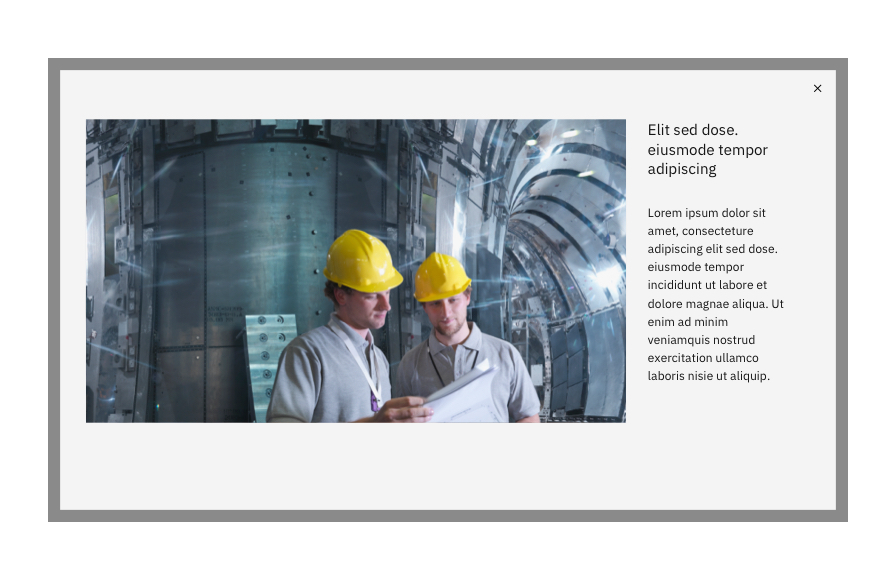 Elit sed dose.
eiusmode tempor
adipiscing
Lorem ipsum dolor sit
amet, consecteture
adipiscing elit sed dose.
eiusmode tempor
incididunt ut labore et
dolore magnae aliqua. Ut
enim ad minim
veniamquis nostrud
exercitation ullamco
laboris nisie ut aliquip.